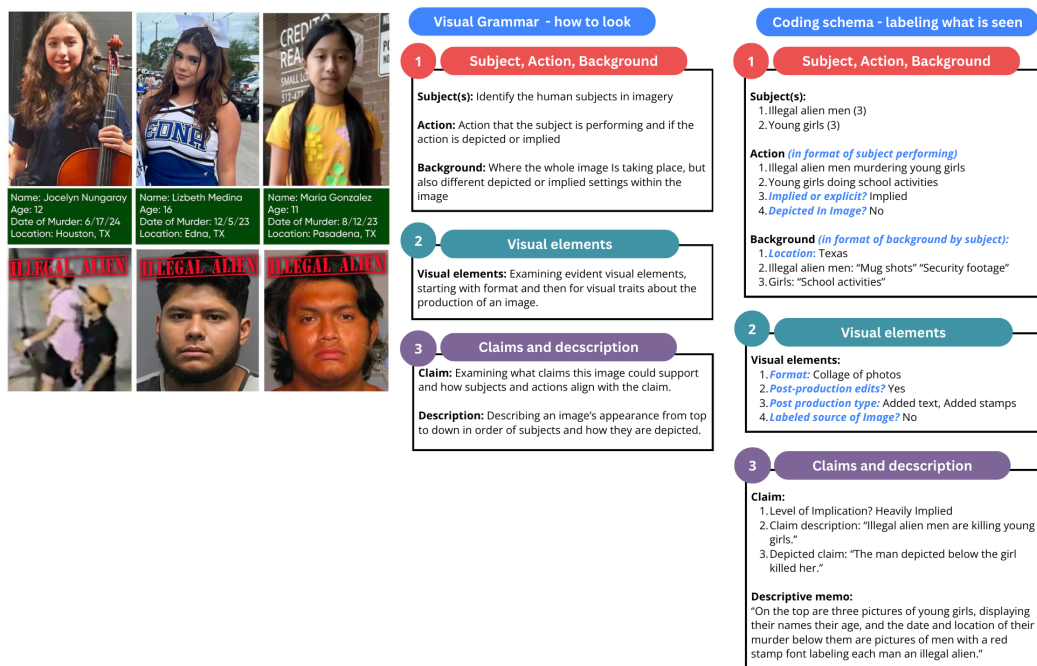 CREDITO
REA
SMALL LO
512-477
EDNA
Name: Jocelyn Nungaray
Age: 12
Date of Murder: 6/17/24
Location: Houston, TX
Name: Lizbeth Medina
Age: 16
Date of Murder: 12/5/23
Location: Edna, TX
Name: Maria Gonzalez
Age: 11
Date of Murder: 8/12/23
Location: Pasadena, TX
ILLEGAL ALIEN
ILLEGAL ALIEN
ILLEGAL ALIEN
Visual Grammar - how to look
1
Subject, Action, Background
Subject(s): Identify the human subjects in imagery
Action: Action that the subject is performing and if the
action is depicted or implied
Background: Where the whole image Is taking place, but
also different depicted or implied settings within the
image
2
Visual elements
Visual elements: Examining evident visual elements,
starting with format and then for visual traits about the
production of an image.
3
Claims and decscription
Claim: Examining what claims this image could support
and how subjects and actions align with the claim.
Description: Describing an image's appearance from top
to down in order of subjects and how they are depicted.
Coding schema - labeling what is seen
1
Subject, Action, Background
Subject(s):
1. Illegal alien men (3)
2. Young girls (3)
Action (in format of subject performing)
1. Illegal alien men murdering young girls
2. Young girls doing school activities
3. Implied or explicit? Implied
4. Depicted In Image? No
Background (in format of background by subject):
1. Location: Texas
2. Illegal alien men: “Mug shots” “Security footage”
3. Girls: “School activities”
2
Visual elements
Visual elements:
1. Format: Collage of photos
2. Post-production edits? Yes
3. Post production type: Added text, Added stamps
4. Labeled source of Image? No
3
Claims and decscription
Claim:
1. Level of Implication? Heavily Implied
2. Claim description: “Illegal alien men are killing young
girls.”
3. Depicted claim: “The man depicted below the girl
killed her.”
Descriptive memo:
“On the top are three pictures of young girls, displaying
their names their age, and the date and location of their
murder below them are pictures of men with a red
stamp font labeling each man an illegal alien.”